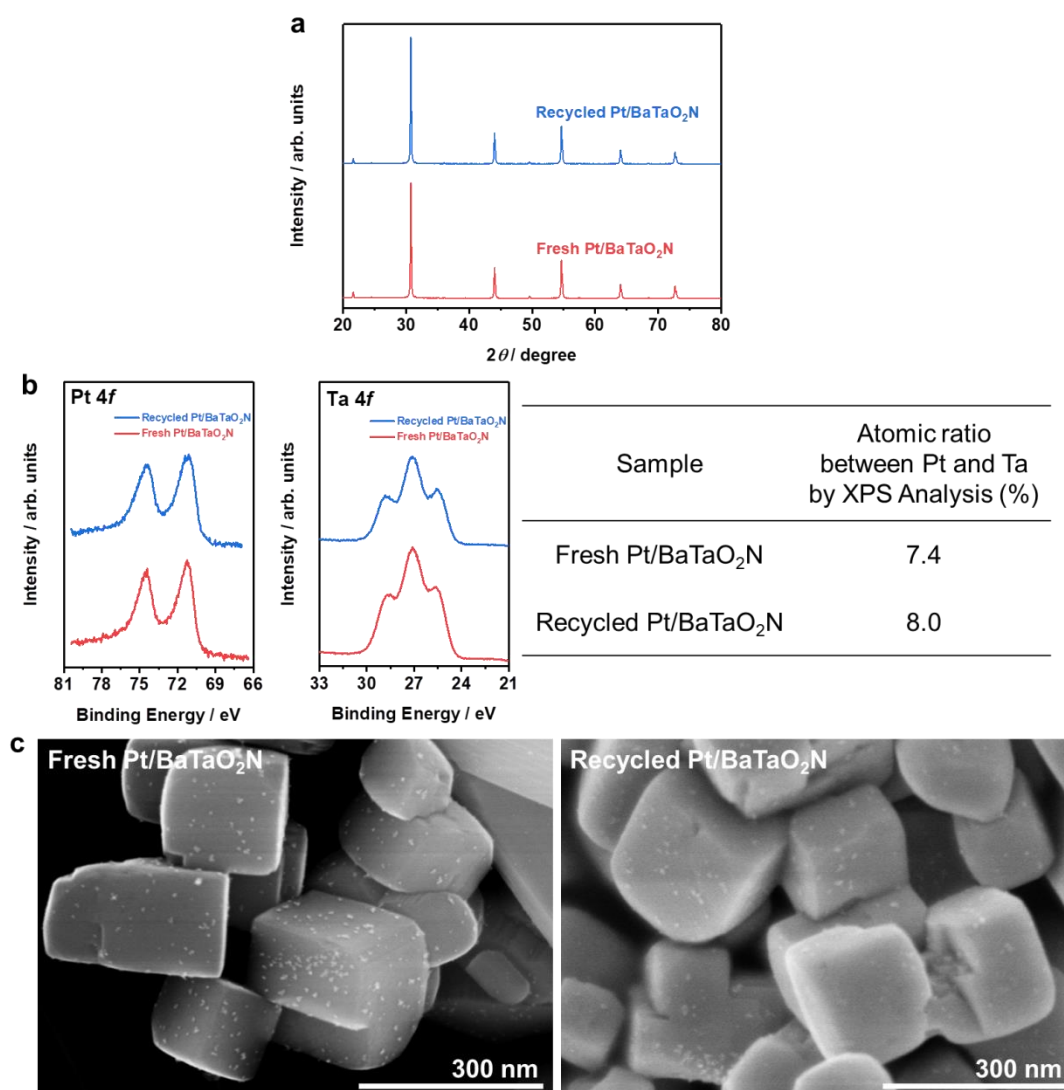 a
Intensity / arb. units
Recycled Pt/BaTaO₂N
Fresh Pt/BaTaO₂N
20 30 40 50 60 70 80
2θ / degree
b
Pt 4f
Recycled Pt/BaTaO₂N
Fresh Pt/BaTaO₂N
Intensity / arb. units
81 78 75 72 69 66
Binding Energy / eV
Ta 4f
Recycled Pt/BaTaO₂N
Fresh Pt/BaTaO₂N
Intensity / arb. units
33 30 27 24 21
Binding Energy / eV
Sample
Atomic ratio
between Pt and Ta
by XPS Analysis (%)
Fresh Pt/BaTaO₂N 7.4
Recycled Pt/BaTaO₂N 8.0
c
Fresh Pt/BaTaO₂N
300 nm
Recycled Pt/BaTaO₂N
300 nm